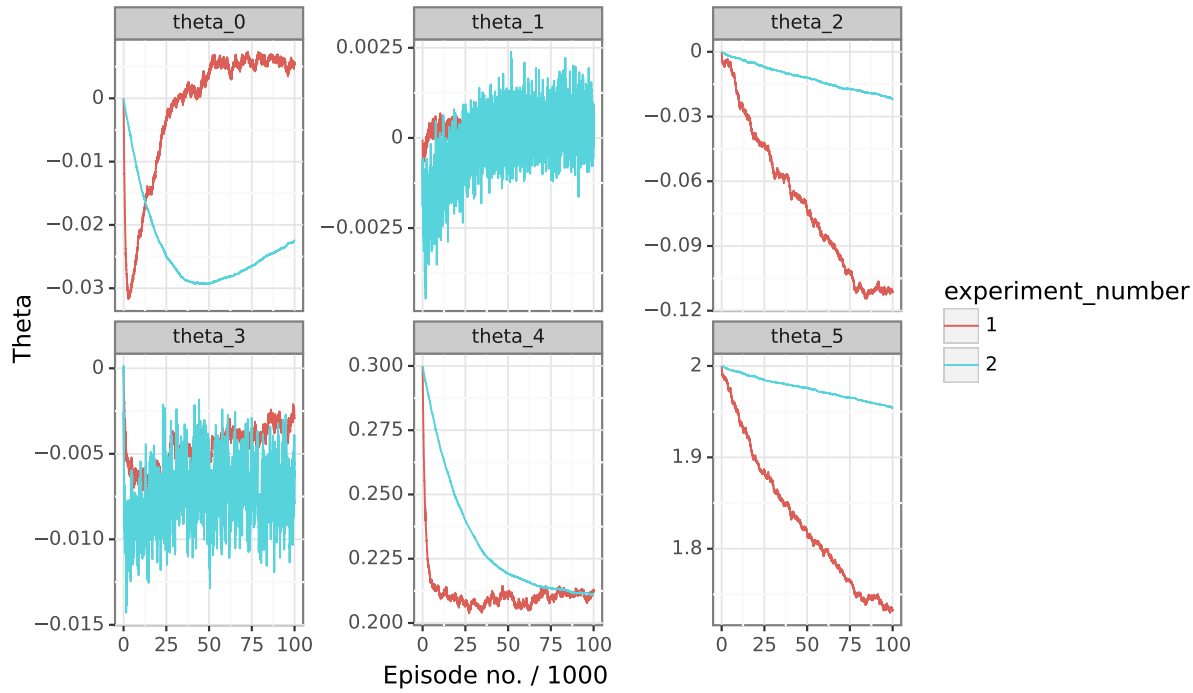 theta_0
theta_1
theta_2
0
−0.01
−0.02
−0.03
0.0025
0
−0.0025
0
−0.03
−0.06
−0.09
−0.12
Theta
theta_3
theta_4
theta_5
0
−0.005
−0.010
−0.015
0.300
0.275
0.250
0.225
0.200
2
1.9
1.8
0 25 50 75 100
0 25 50 75 100
0 25 50 75 100
Episode no. / 1000
experiment_number
1
2